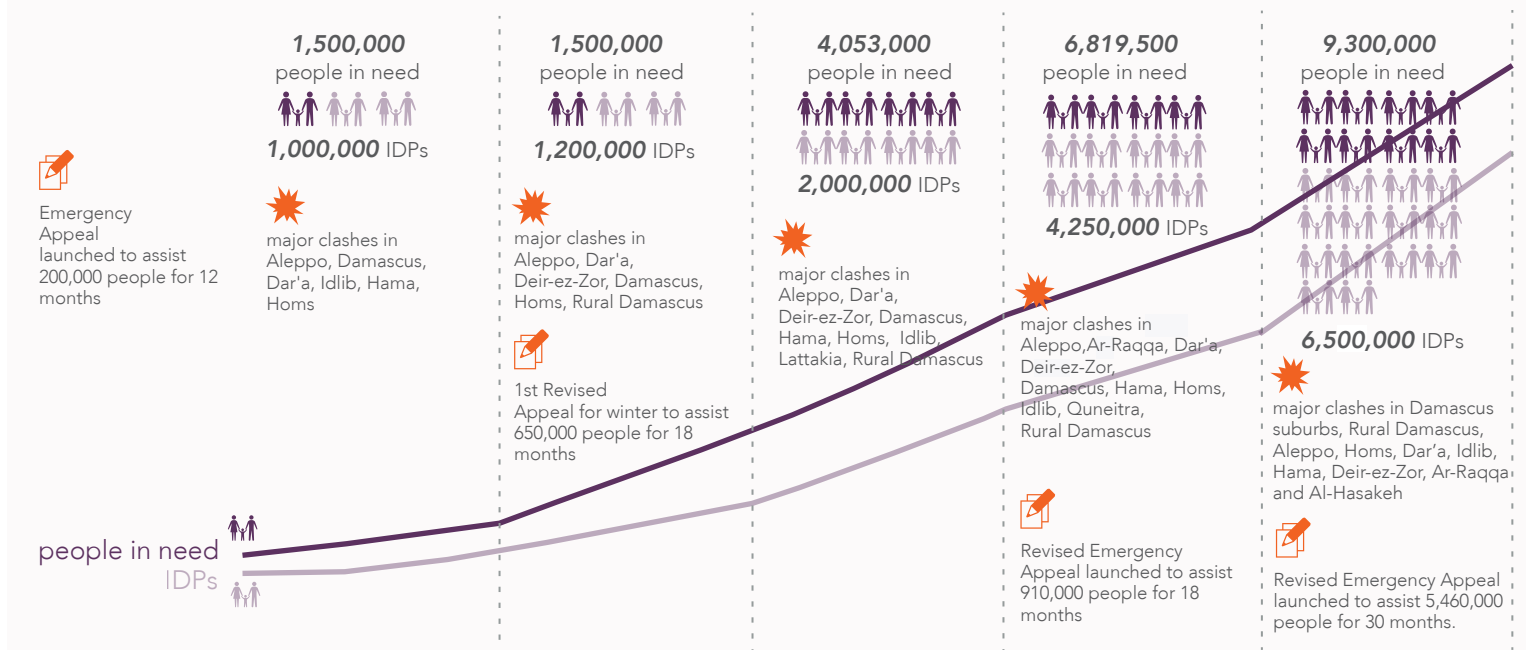 Emergency
Appeal
launched to assist
200,000 people for 12
months
1,500,000
people in need
1,000,000 IDPs
major clashes in
Aleppo, Damascus,
Dar'a, Idlib, Hama,
Homs
1,500,000
people in need
1,200,000 IDPs
major clashes in
Aleppo, Dar'a,
Deir-ez-Zor, Damascus,
Homs, Rural Damascus
1st Revised
Appeal for winter to assist
650,000 people for 18
months
4,053,000
people in need
2,000,000 IDPs
major clashes in
Aleppo, Dar'a,
Deir-ez-Zor, Damascus,
Hama, Homs, Idlib,
Lattakia, Rural Damascus
6,819,500
people in need
4,250,000 IDPs
major clashes in
Aleppo,Ar-Raqqa, Dar'a,
Deir-ez-Zor,
Damascus, Hama, Homs,
Idlib, Quneitra,
Rural Damascus
Revised Emergency
Appeal launched to assist
910,000 people for 18
months
9,300,000
people in need
6,500,000 IDPs
major clashes in Damascus
suburbs, Rural Damascus,
Aleppo, Homs, Dar’a, Idlib,
Hama, Deir-ez-Zor, Ar-Raqqa
and Al-Hasakeh
Revised Emergency Appeal
launched to assist 5,460,000
people for 30 months.
people in need
IDPs